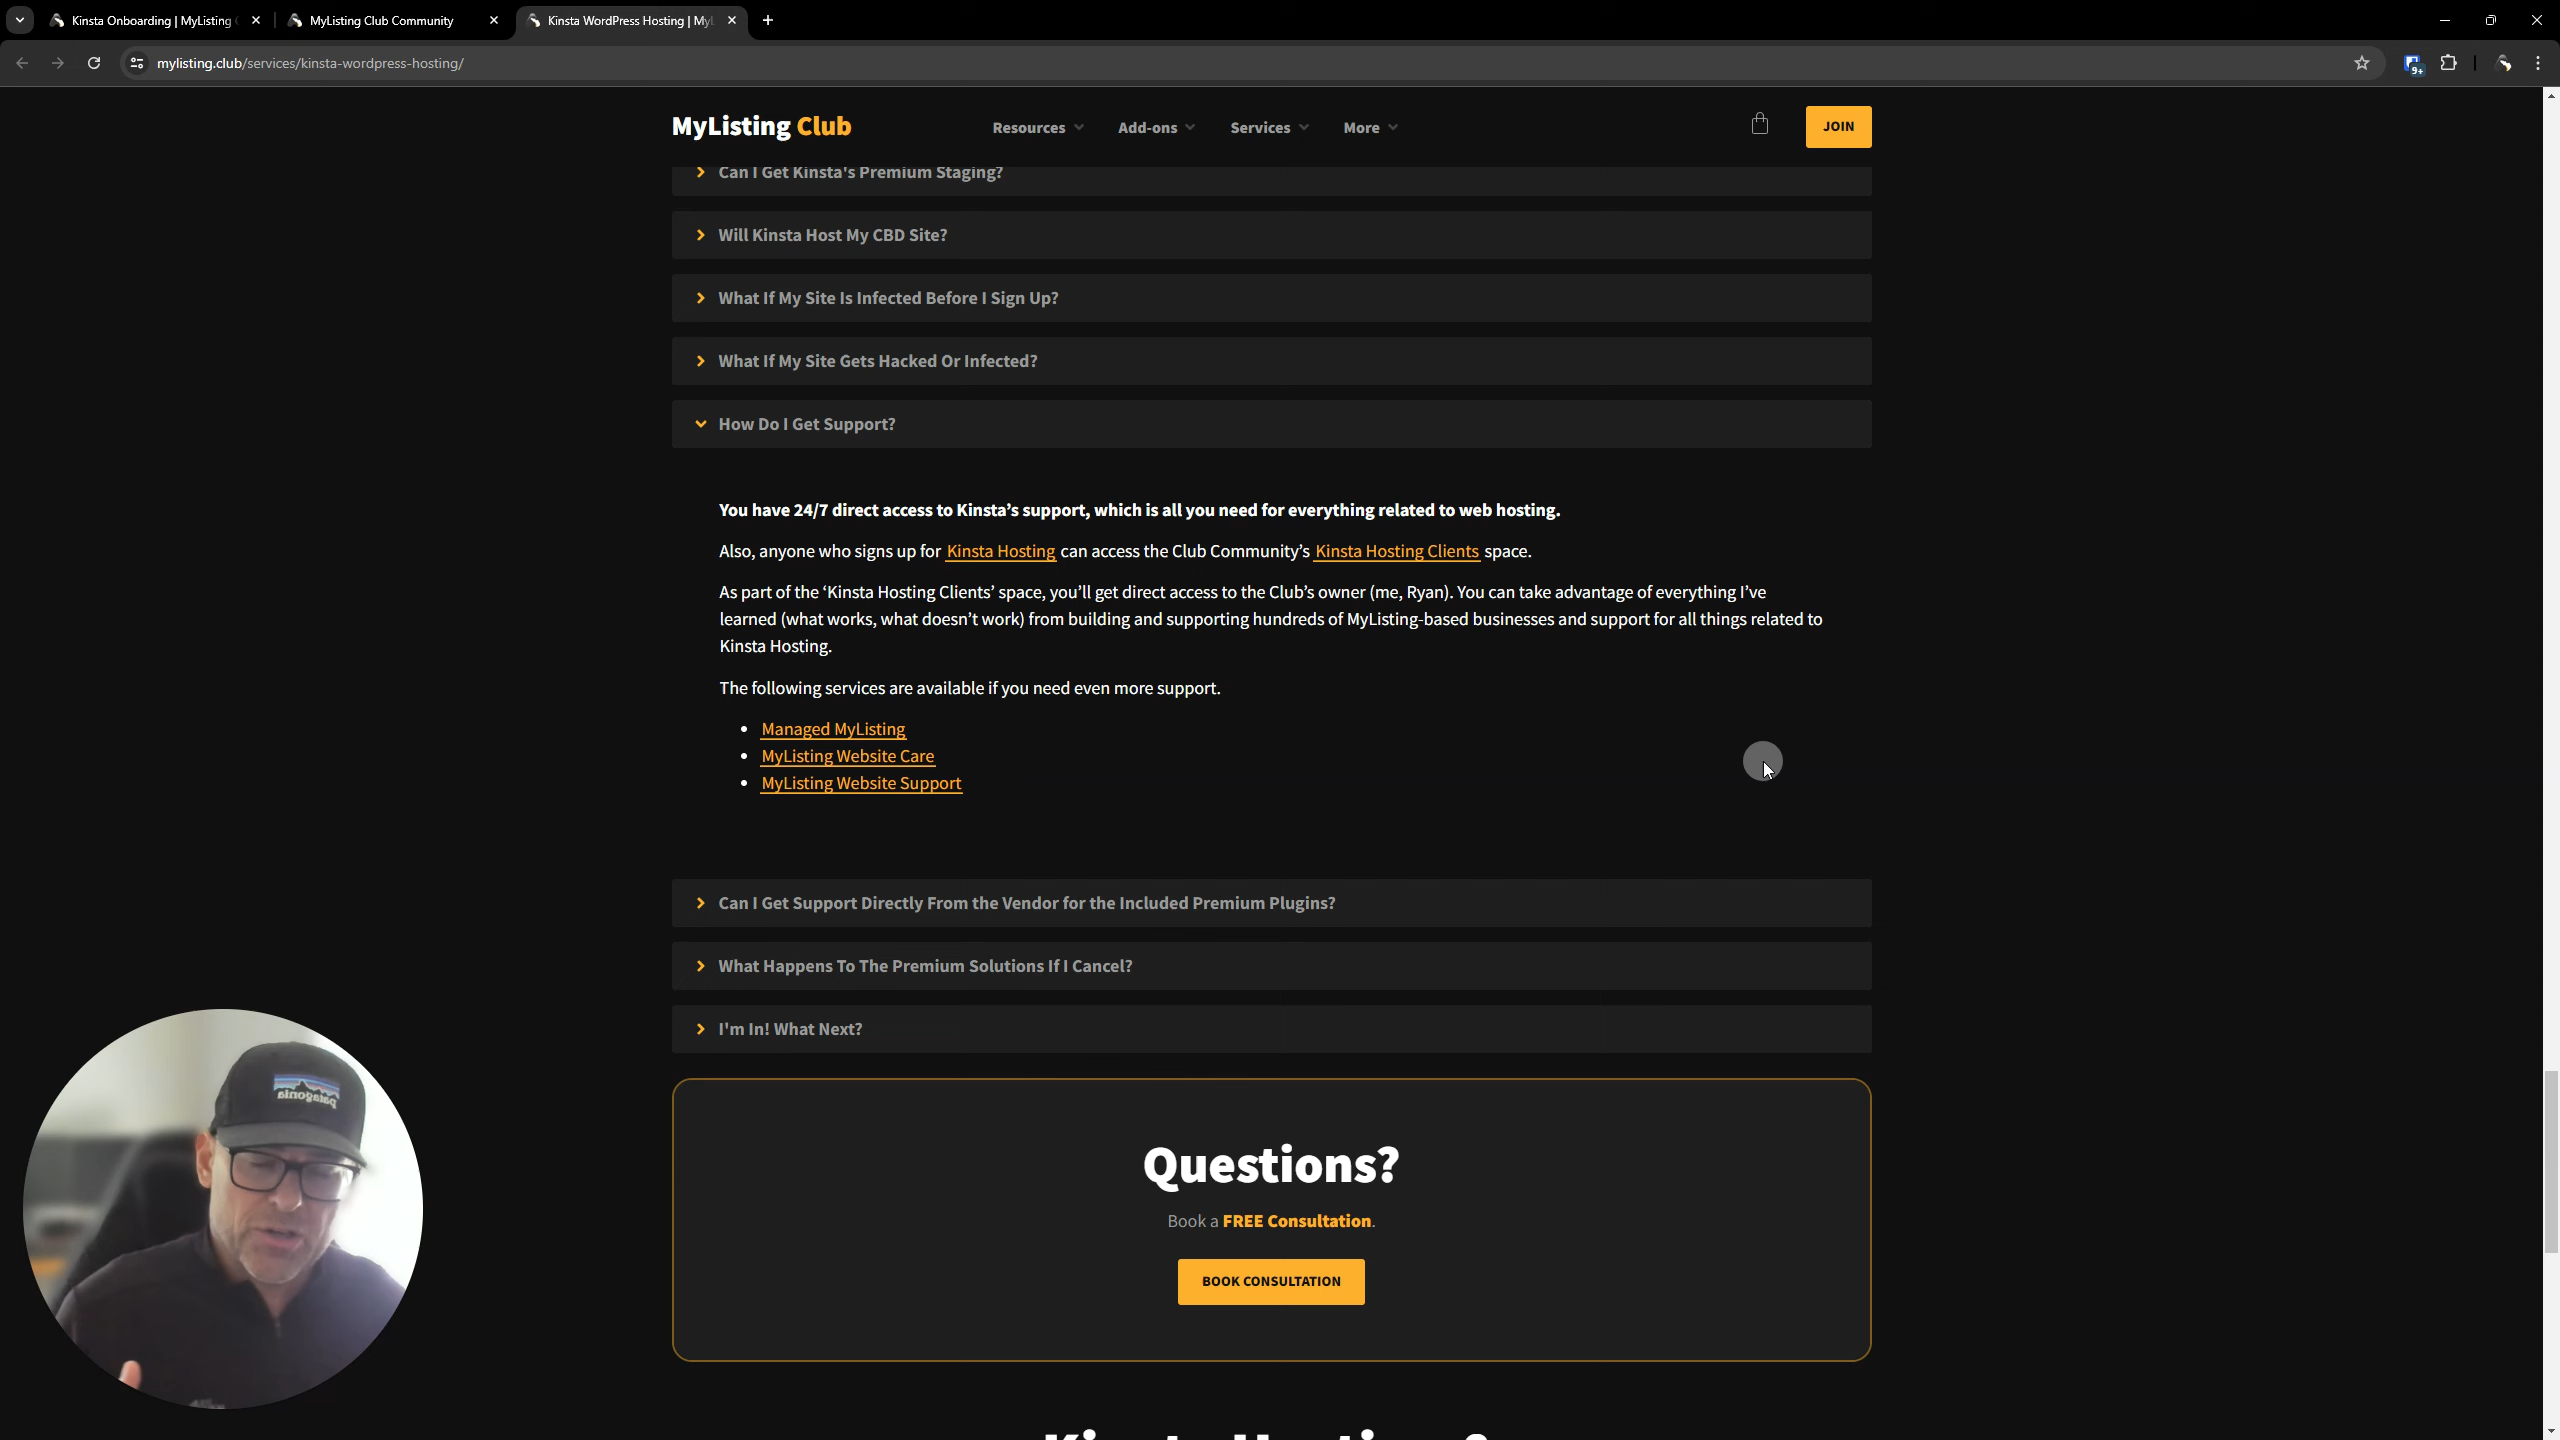 Kinsta Onboarding | MyListing
MyListing Club Community
Kinsta WordPress Hosting | MyL
mylisting.club/services/kinsta-wordpress-hosting/
9+
MyListing Club
Resources
Add-ons
Services
More
JOIN
Can I Get Kinsta's Premium Staging?
Will Kinsta Host My CBD Site?
What If My Site Is Infected Before I Sign Up?
What If My Site Gets Hacked Or Infected?
How Do I Get Support?
You have 24/7 direct access to Kinsta’s support, which is all you need for everything related to web hosting.
Also, anyone who signs up for Kinsta Hosting can access the Club Community’s Kinsta Hosting Clients space.
As part of the ‘Kinsta Hosting Clients’ space, you’ll get direct access to the Club’s owner (me, Ryan). You can take advantage of everything I’ve
learned (what works, what doesn’t work) from building and supporting hundreds of MyListing-based businesses and support for all things related to
Kinsta Hosting.
The following services are available if you need even more support.
• Managed MyListing
• MyListing Website Care
• MyListing Website Support
Can I Get Support Directly From the Vendor for the Included Premium Plugins?
What Happens To The Premium Solutions If I Cancel?
I'm In! What Next?
patagonia
Questions?
Book a FREE Consultation.
BOOK CONSULTATION